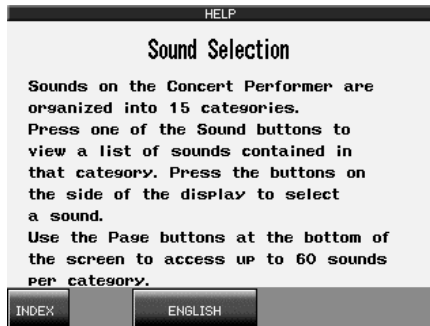 HELP
Sound Selection
Sounds on the Concert Performer are
organized into 15 categories.
Press one of the Sound buttons to
view a list of sounds contained in
that category. Press the buttons on
the side of the display to select
a sound.
Use the Page buttons at the bottom of
the screen to access up to 60 sounds
per category.
INDEX
ENGLISH